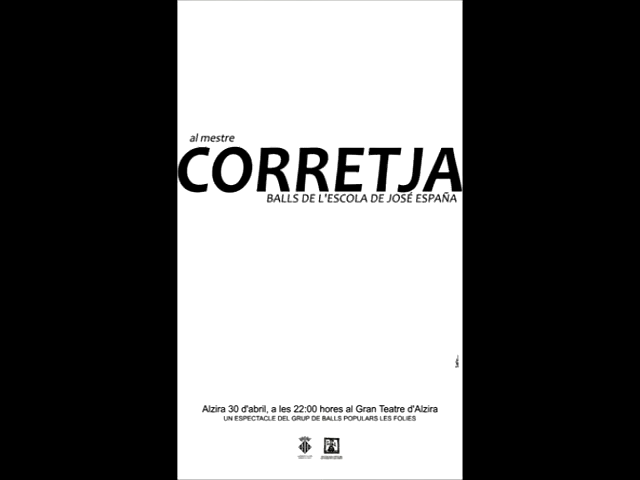 al mestre
CORRETJA
BALLS DE L'ESCOLA DE JOSÉ ESPAÑA
Alzira 30 d'abril, a les 22:00 hores al Gran Teatre d'Alzira
UN ESPECTACLE DEL GRUP DE BALLS POPULARS LES FOLIES